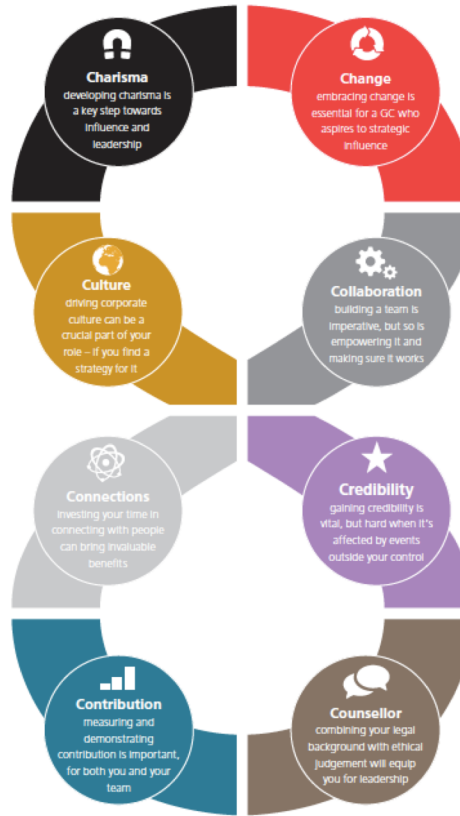 Charisma
developing charisma is
a key step towards
influence and
leadership
Change
embracing change is
essential for a GC who
aspires to strategic
influence
Culture
driving corporate
culture can be a
crucial part of your
role – if you find a
strategy for it
Collaboration
building a team is
imperative, but so is
empowering it and
making sure it works
Connections
investing your time in
connecting with people
can bring invaluable
benefits
Credibility
gaining credibility is
vital, but hard when it's
affected by events
outside your control
Contribution
measuring and
demonstrating
contribution is important,
for both you and your
team
Counsellor
combining your legal
background with ethical
judgement will equip
you for leadership